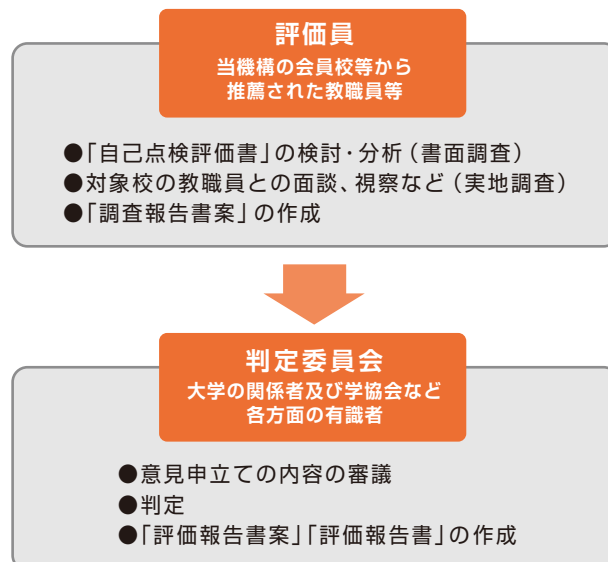 評価員
当機構の会員校等から
推薦された教職員等
●「自己点検評価書」の検討・分析（書面調査）
●対象校の教職員との面談、視察など（実地調査）
●「調査報告書案」の作成
判定委員会
大学の関係者及び学協会など
各方面の有識者
●意見申立ての内容の審議
●判定
●「評価報告書案」「評価報告書」の作成